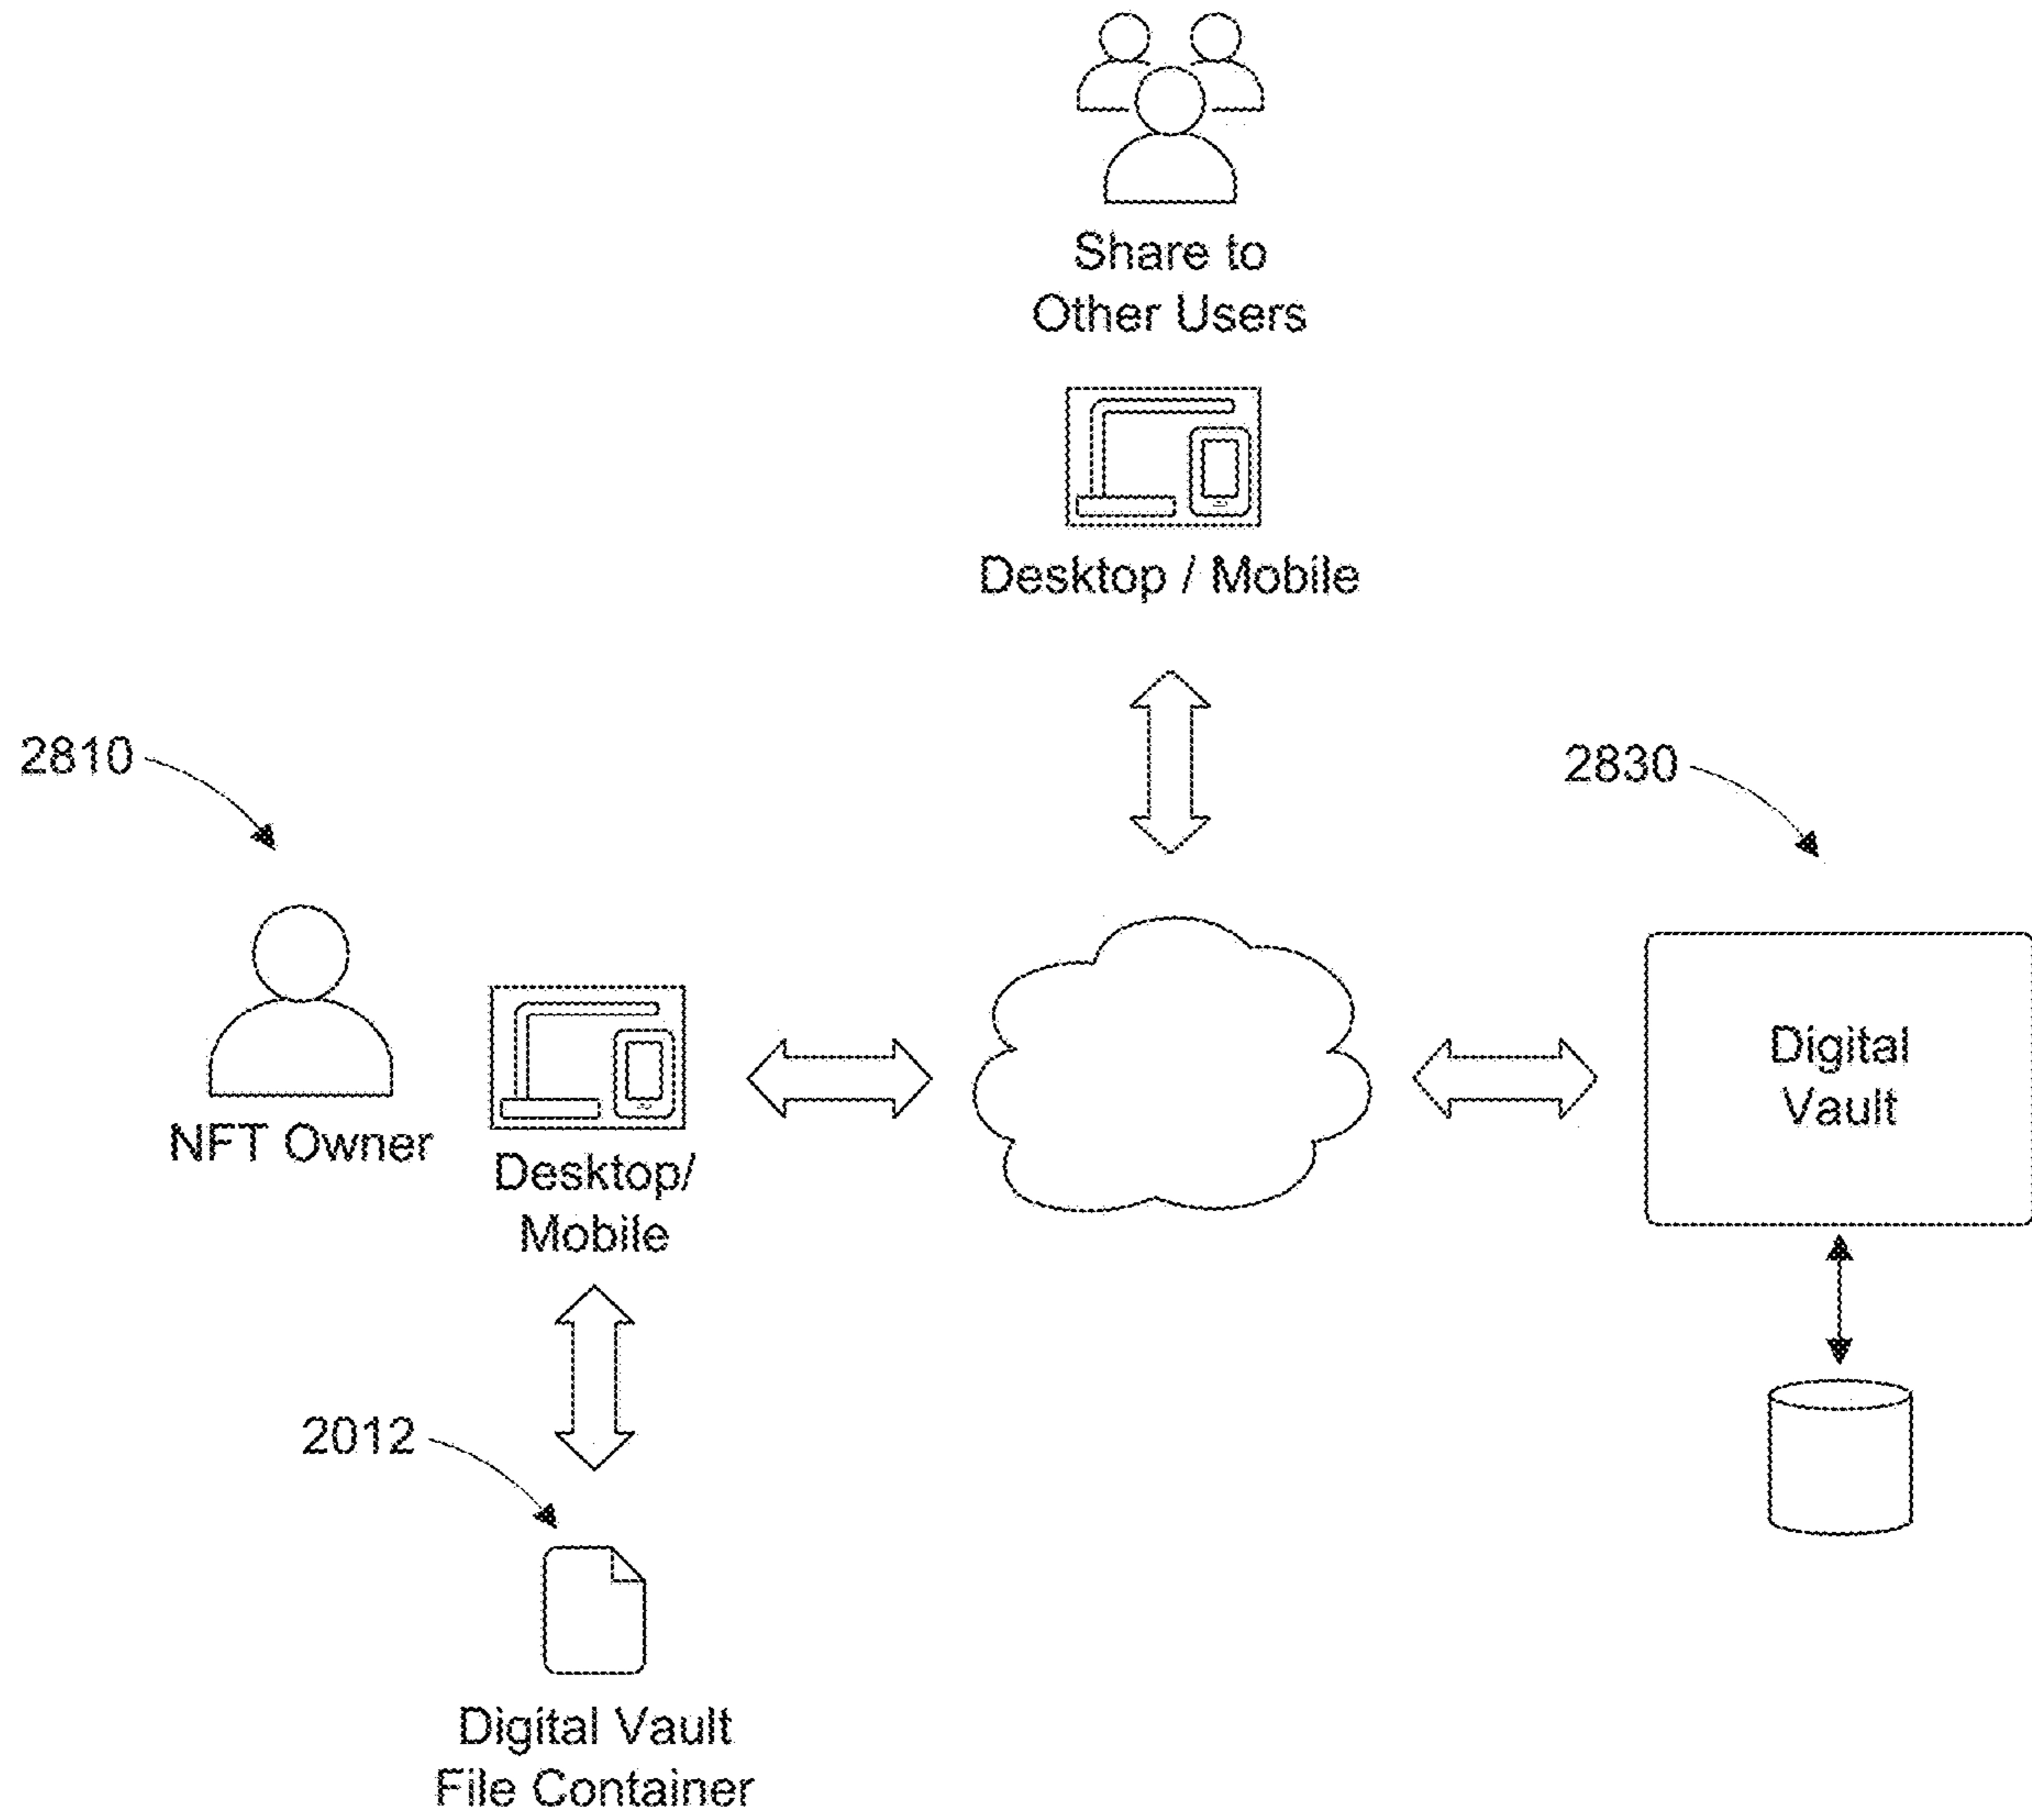 Share to
Other Users
Desktop / Mobile
2810
2830
NFT Owner
Desktop/
Mobile
Digital
Vault
2012
Digital Vault
File Container